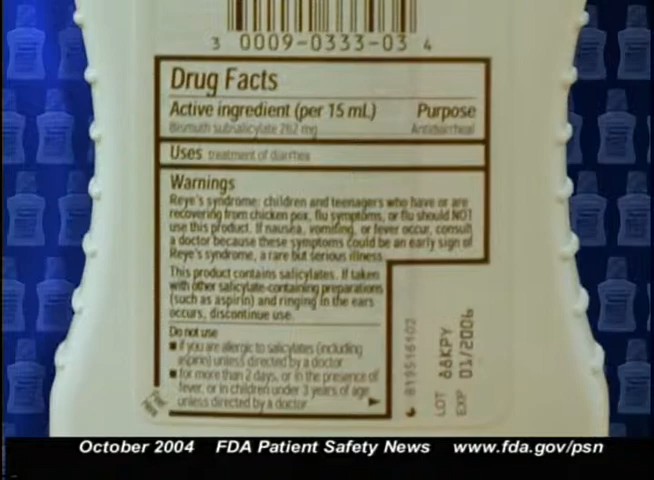 3 0009-0333-03 4
Drug Facts
Active ingredient (per 15 mL) Purpose
Bismuth subsalicylate 262 mg Antidiarrheal
Uses treatment of diarrhea
Warnings
Reye's syndrome: children and teenagers who have or are
recovering from chicken pox, flu symptoms, or flu should NOT
use this product. If nausea, vomiting, or fever occur, consult
a doctor because these symptoms could be an early sign of
Reye's syndrome, a rare but serious illness.
This product contains salicylates. If taken
with other salicylate-containing preparations
(such as aspirin) and ringing in the ears
occurs, discontinue use.
Do not use
■ if you are allergic to salicylates (including
aspirin) unless directed by a doctor
■ for more than 2 days, or in the presence of
fever, or in children under 3 years of age
unless directed by a doctor
LOT 88KPY
EXP 01/2006
October 2004 FDA Patient Safety News www.fda.gov/psn